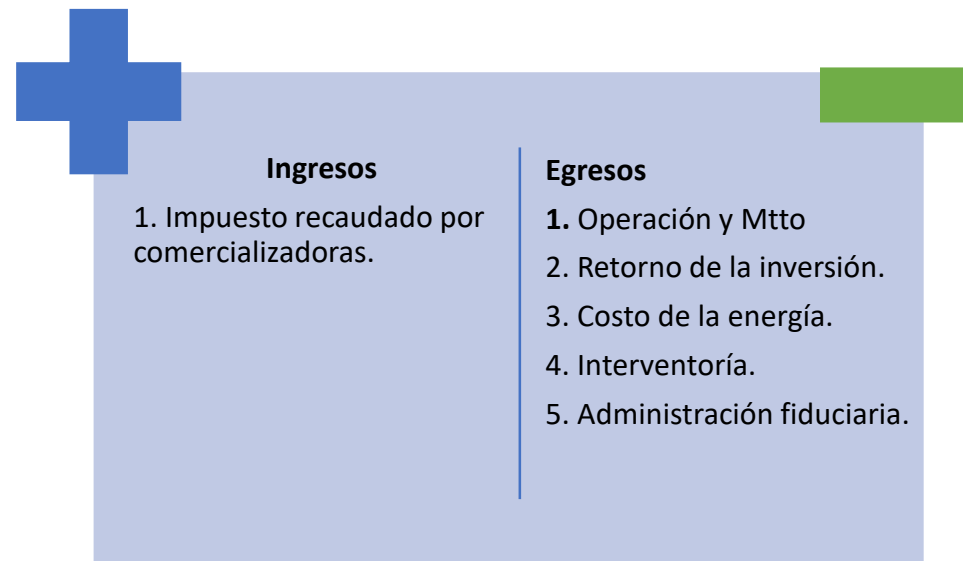 Ingresos
1. Impuesto recaudado por
comercializadoras.
Egresos
1. Operación y Mtto
2. Retorno de la inversión.
3. Costo de la energía.
4. Interventoría.
5. Administración fiduciaria.